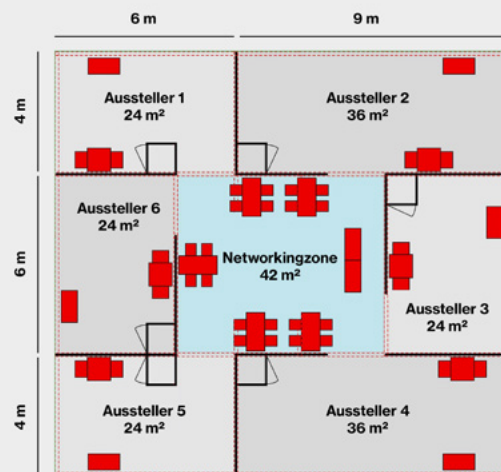 6 m
9 m
4 m
Aussteller 1
24 m²
Aussteller 2
36 m²
6 m
Aussteller 6
24 m²
Networkingzone
42 m²
Aussteller 3
24 m²
4 m
Aussteller 5
24 m²
Aussteller 4
36 m²